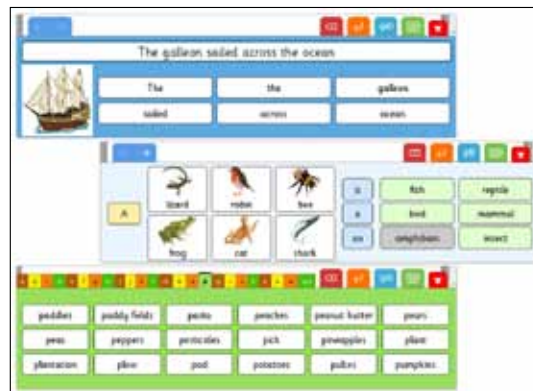 The galleon sailed across the ocean
The the galleon
sailed across ocean
lizard robin bee
A
frog cat shark
a fish reptile
a bird mammal
an amphibian insect
paddies paddy fields pasta peaches peanut butter pears
peas peppers pesticides pick pineapples plant
plantation plow pod potatoes pulses pumpkins